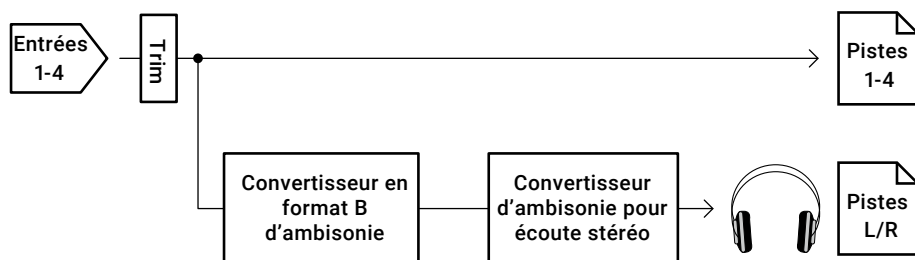 Entrées
1-4
Trim
Pistes
1-4
Convertisseur en
format B
d'ambisonie
Convertisseur
d'ambisonie pour
écoute stéréo
Pistes
L/R